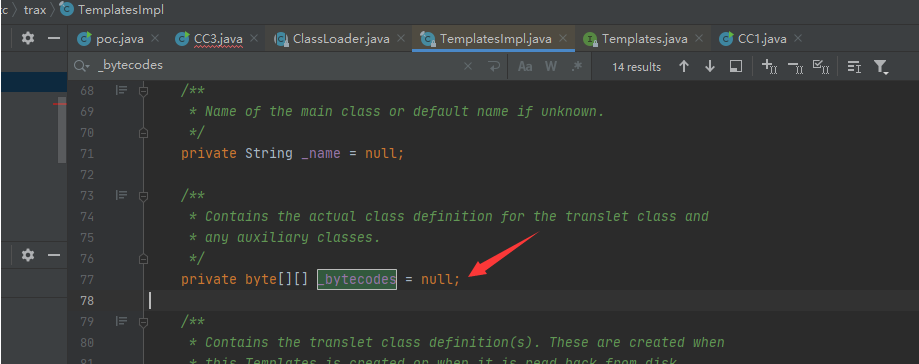 c › trax › TemplatesImpl
poc.java × CC3.java × ClassLoader.java × TemplatesImpl.java × Templates.java × CC1.java ×
_bytecodes × Aa W .* 14 results
68 /**
69 * Name of the main class or default name if unknown.
70 */
71 private String _name = null;
72
73 /**
74 * Contains the actual class definition for the translet class and
75 * any auxiliary classes.
76 */
77 private byte[][] _bytecodes = null;
78
79 /**
80 * Contains the translet class definition(s). These are created when
81 * this Templates is created or when it is read back from disk.